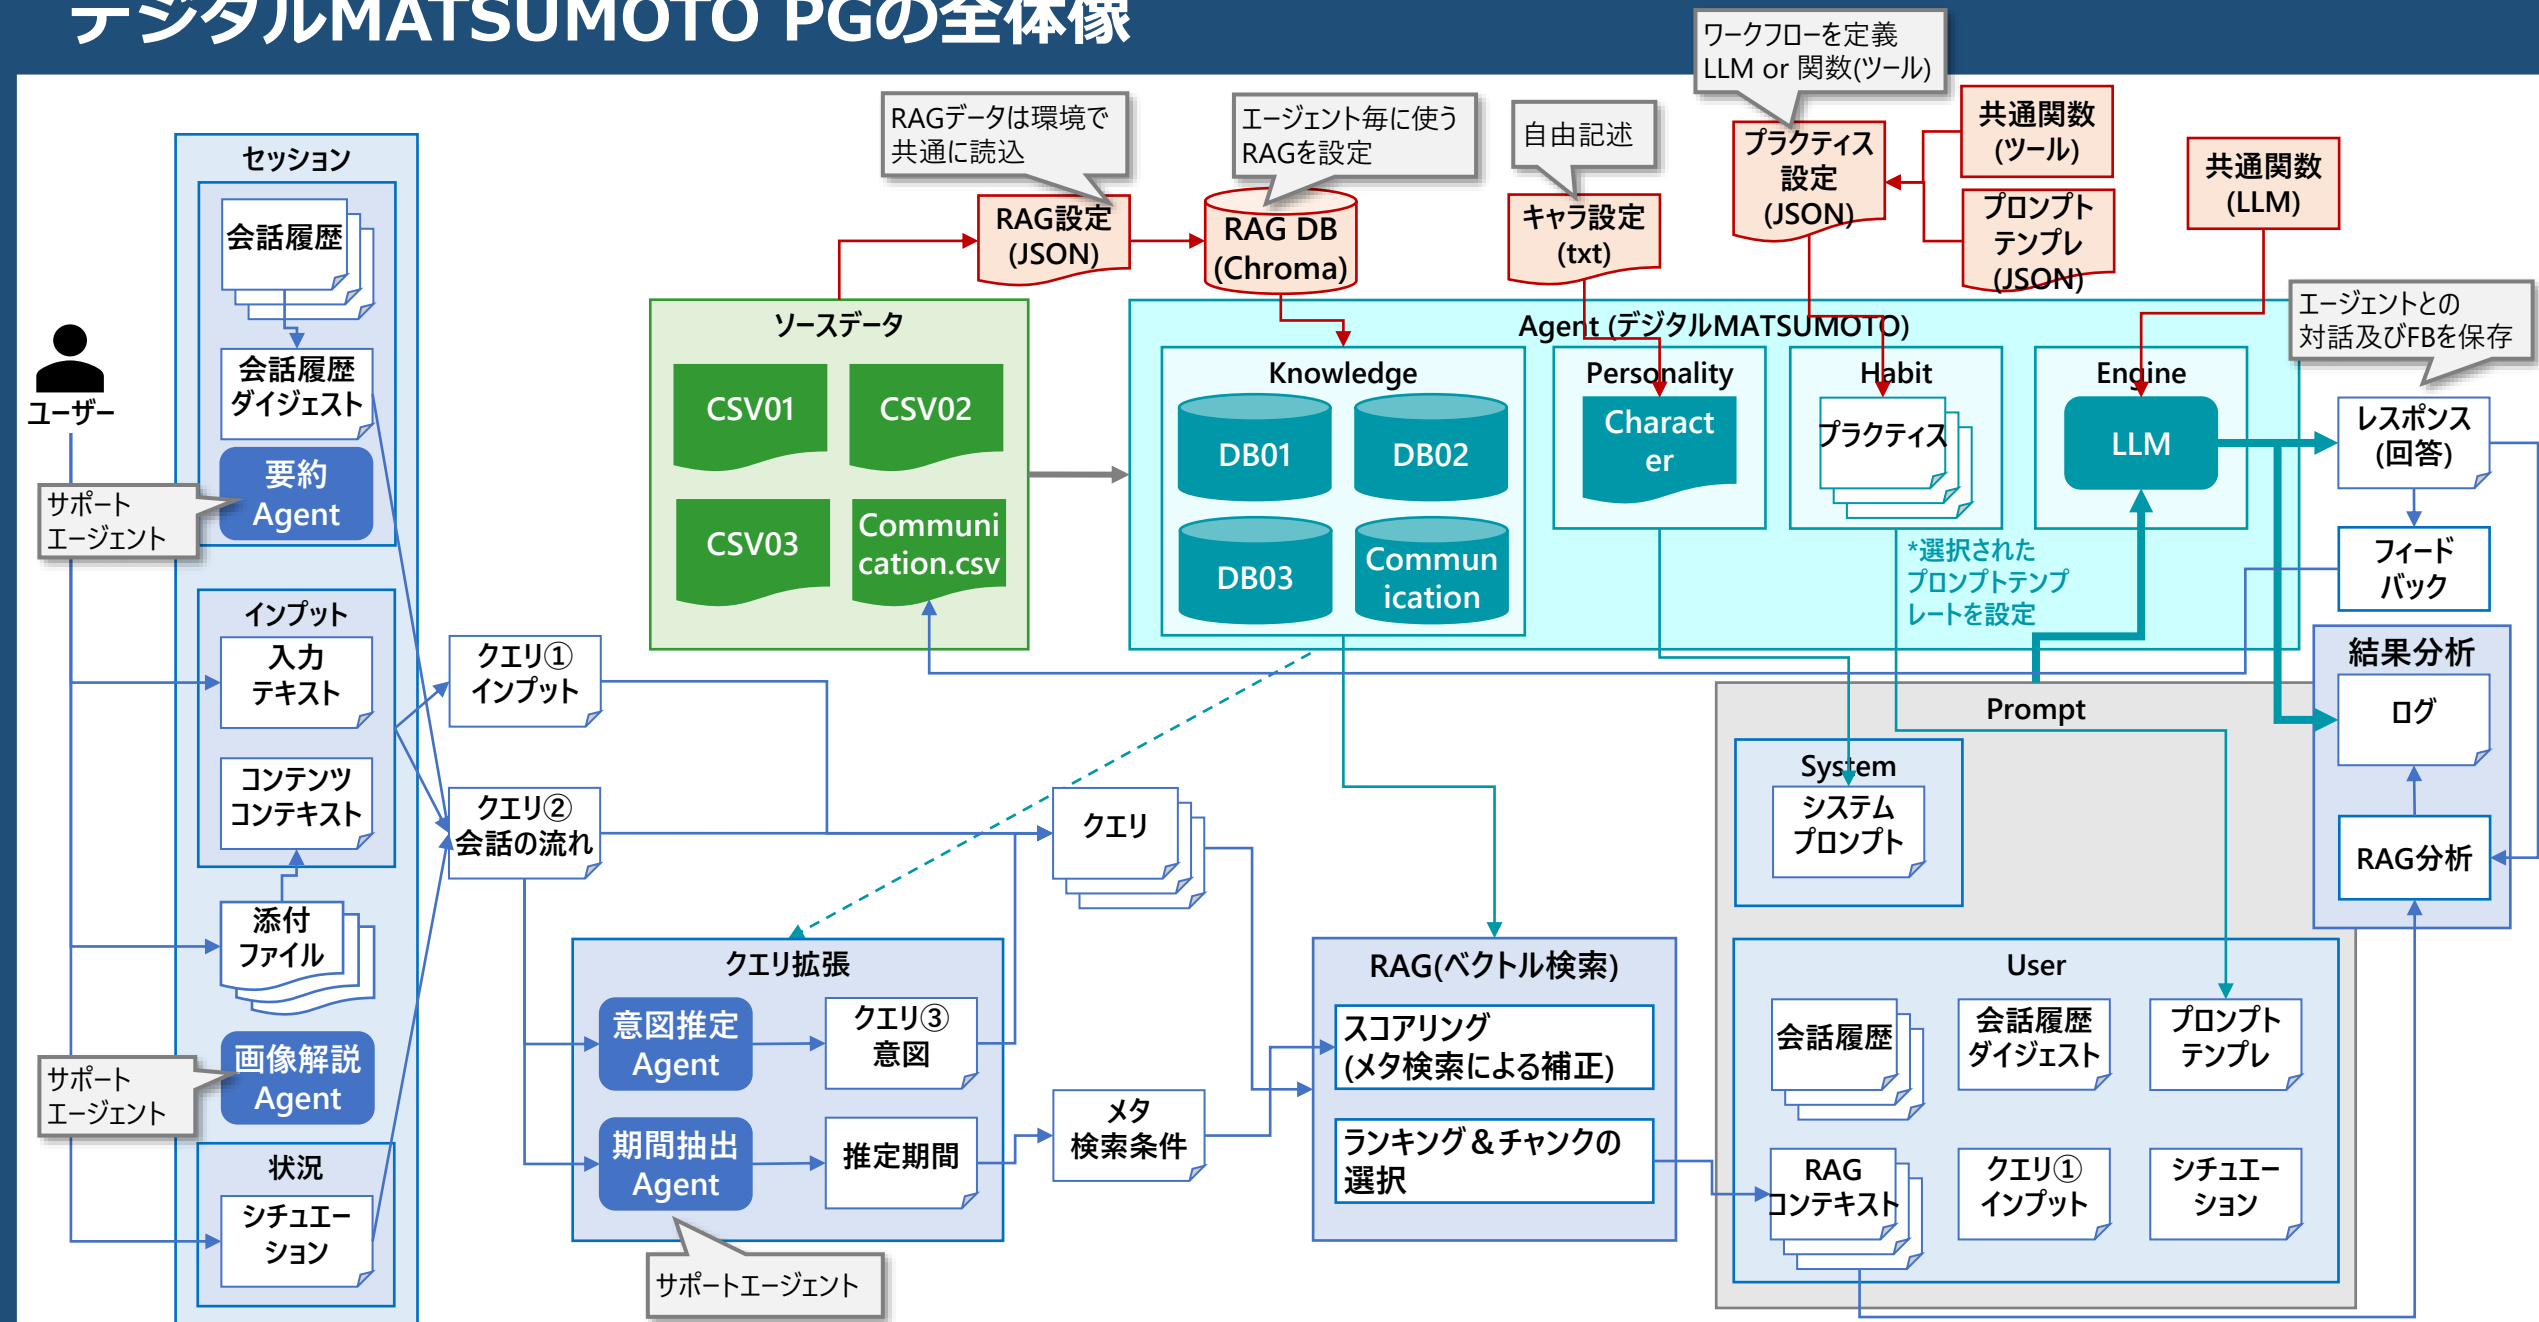 デジタルMATSUMOTO PGの全体像
ワークフローを定義
LLM or 関数(ツール)
RAGデータは環境で
共通に読込
エージェント毎に使う
RAGを設定
自由記述
プラクティス
設定
(JSON)
共通関数
(ツール)
プロンプト
テンプレ
(JSON)
共通関数
(LLM)
RAG設定
(JSON)
RAG DB
(Chroma)
キャラ設定
(txt)
エージェントとの
対話及びFBを保存
ユーザー
セッション
会話履歴
会話履歴
ダイジェスト
要約
Agent
サポート
エージェント
インプット
入力
テキスト
コンテンツ
コンテキスト
添付
ファイル
画像解説
Agent
サポート
エージェント
状況
シチュエー
ション
クエリ①
インプット
クエリ②
会話の流れ
ソースデータ
CSV01
CSV02
CSV03
Communi
cation.csv
Agent (デジタルMATSUMOTO)
Knowledge
DB01
DB02
DB03
Commun
ication
Personality
Charact
er
Habit
プラクティス
Engine
LLM
*選択された
プロンプトテンプ
レートを設定
レスポンス
(回答)
フィード
バック
結果分析
ログ
RAG分析
クエリ
クエリ拡張
意図推定
Agent
クエリ③
意図
期間抽出
Agent
推定期間
サポートエージェント
メタ
検索条件
RAG(ベクトル検索)
スコアリング
(メタ検索による補正)
ランキング＆チャンクの
選択
Prompt
System
システム
プロンプト
User
会話履歴
会話履歴
ダイジェスト
プロンプト
テンプレ
RAG
コンテキスト
クエリ①
インプット
シチュエー
ション